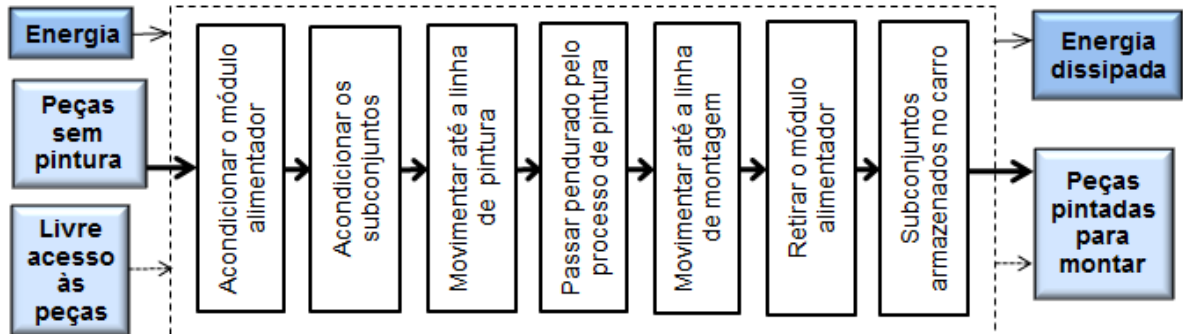 Energia
Peças
sem
pintura
Livre
acesso
às
peças
Acondicionar o módulo
alimentador
Acondicionar os
subconjuntos
Movimentar até a linha
de pintura
Passar pendurado pelo
processo de pintura
Movimentar até a linha
de montagem
Retirar o módulo
alimentador
Subconjuntos
armazenados no carro
Energia
dissipada
Peças
pintadas
para
montar